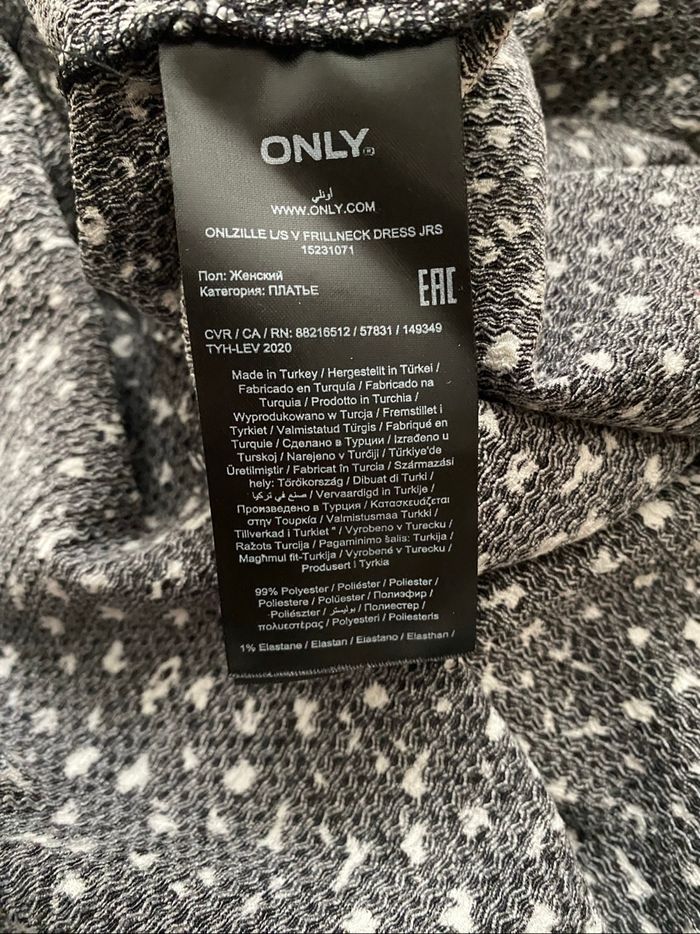 ONLY®
أونلي
WWW.ONLY.COM
ONLZILLE L/S V FRILLNECK DRESS JRS
15231071
Пол: Женский
Категория: ПЛАТЬЕ
EAC
CVR / CA / RN: 88216512 / 57831 / 149349
TYH-LEV 2020
Made in Turkey / Hergestellt in Türkei /
Fabricado en Turquía / Fabricado na
Turquia / Prodotto in Turchia /
Wyprodukowano w Turcja / Fremstillet i
Tyrkiet / Valmistatud Türgis / Fabriqué en
Turquie / Сделано в Турции / Izrađeno u
Turskoj / Narejeno v Turčiji / Türkiye'de
Üretilmiştir / Fabricat în Turcia / Származási
hely: Törökország / Dibuat di Turki /
صنع في تركيا / Vervaardigd in Turkije /
Произведено в Турция / Κατασκευάζεται
στην Τουρκία / Valmistusmaa Turkki /
Tillverkad i Turkiet " / Vyrobeno v Turecku /
Ražots Turcija / Pagaminimo šalis: Turkija /
Maghmul fit-Turkija / Vyrobené v Turecku /
Produsert i Tyrkia
99% Polyester / Poliéster / Poliester /
Poliestere / Polüester / Полиэфир /
Poliészter / بوليستر / Полиестер /
πολυεστέρας / Polyesteri / Poliesteris
1% Elastane / Elastan / Elastano / Elasthan /